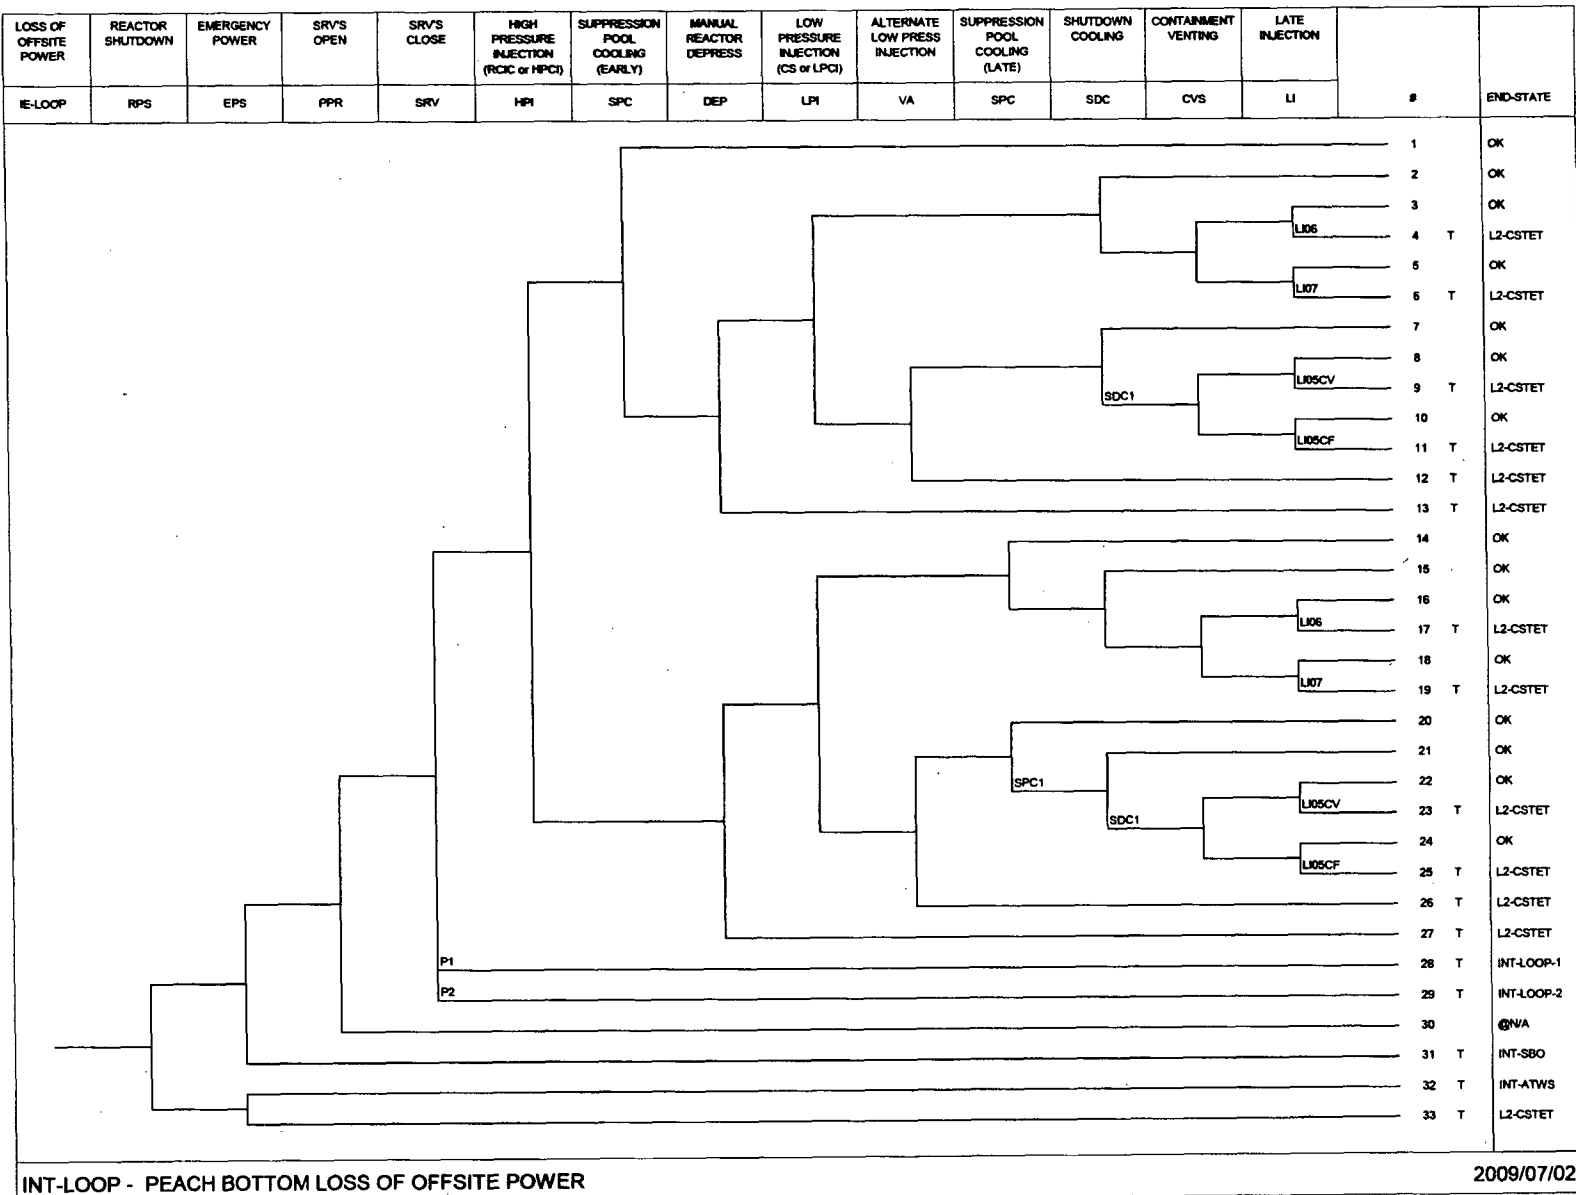 LOSS OF OFFSITE POWER
REACTOR SHUTDOWN
EMERGENCY POWER
SRV'S OPEN
SRV'S CLOSE
HIGH PRESSURE INJECTION (RCIC or HPCI)
SUPPRESSION POOL COOLING (EARLY)
MANUAL REACTOR DEPRESS
LOW PRESSURE INJECTION (CS or LPCI)
ALTERNATE LOW PRESS INJECTION
SUPPRESSION POOL COOLING (LATE)
SHUTDOWN COOLING
CONTAINMENT VENTING
LATE INJECTION
IE-LOOP RPS EPS PPR SRV HPI SPC DEP LPI VA SPC SDC CVS LI # END-STATE
1 OK
2 OK
3 OK
LI06
4 T L2-CSTET
5 OK
LI07
6 T L2-CSTET
7 OK
8 OK
LI05CV
9 T L2-CSTET
SDC1
10 OK
LI05CF
11 T L2-CSTET
12 T L2-CSTET
13 T L2-CSTET
14 OK
15 OK
16 OK
LI06
17 T L2-CSTET
18 OK
LI07
19 T L2-CSTET
20 OK
21 OK
22 OK
SPC1
LI05CV
23 T L2-CSTET
SDC1
24 OK
LI05CF
25 T L2-CSTET
26 T L2-CSTET
27 T L2-CSTET
P1
28 T INT-LOOP-1
P2
29 T INT-LOOP-2
30 @N/A
31 T INT-SBO
32 T INT-ATWS
33 T L2-CSTET
INT-LOOP - PEACH BOTTOM LOSS OF OFFSITE POWER 2009/07/02